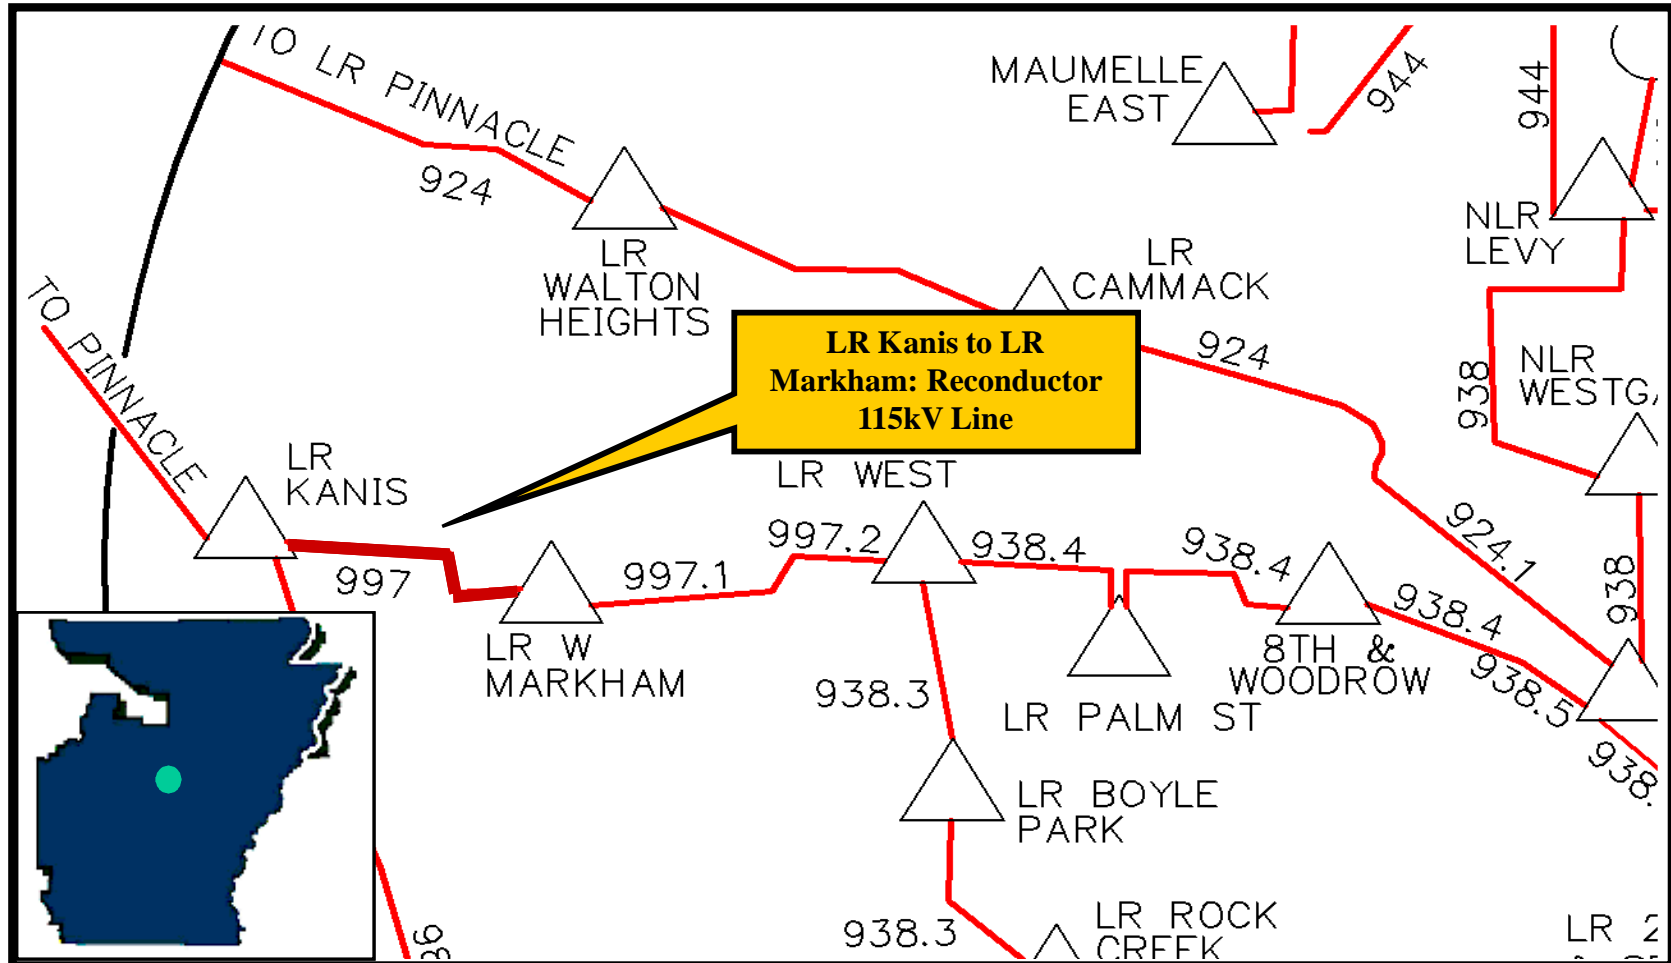 TO LR PINNACLE
924
LR
WALTON
HEIGHTS
MAUMELLE
EAST
944
944
NLR
LEVY
LR
CAMMACK
924
938
NLR
TO PINNACLE
LR Kanis to LR
Markham: Reconductor
115kV Line
LR
KANIS
997
LR W
MARKHAM
997.1
997.2
LR WEST
938.4
938.4
924.1
938
938.4
938.5
8TH &
WOODROW
LR PALM ST
938.3
LR BOYLE
PARK
938.3
LR ROCK
CREEK
938.
LR 2